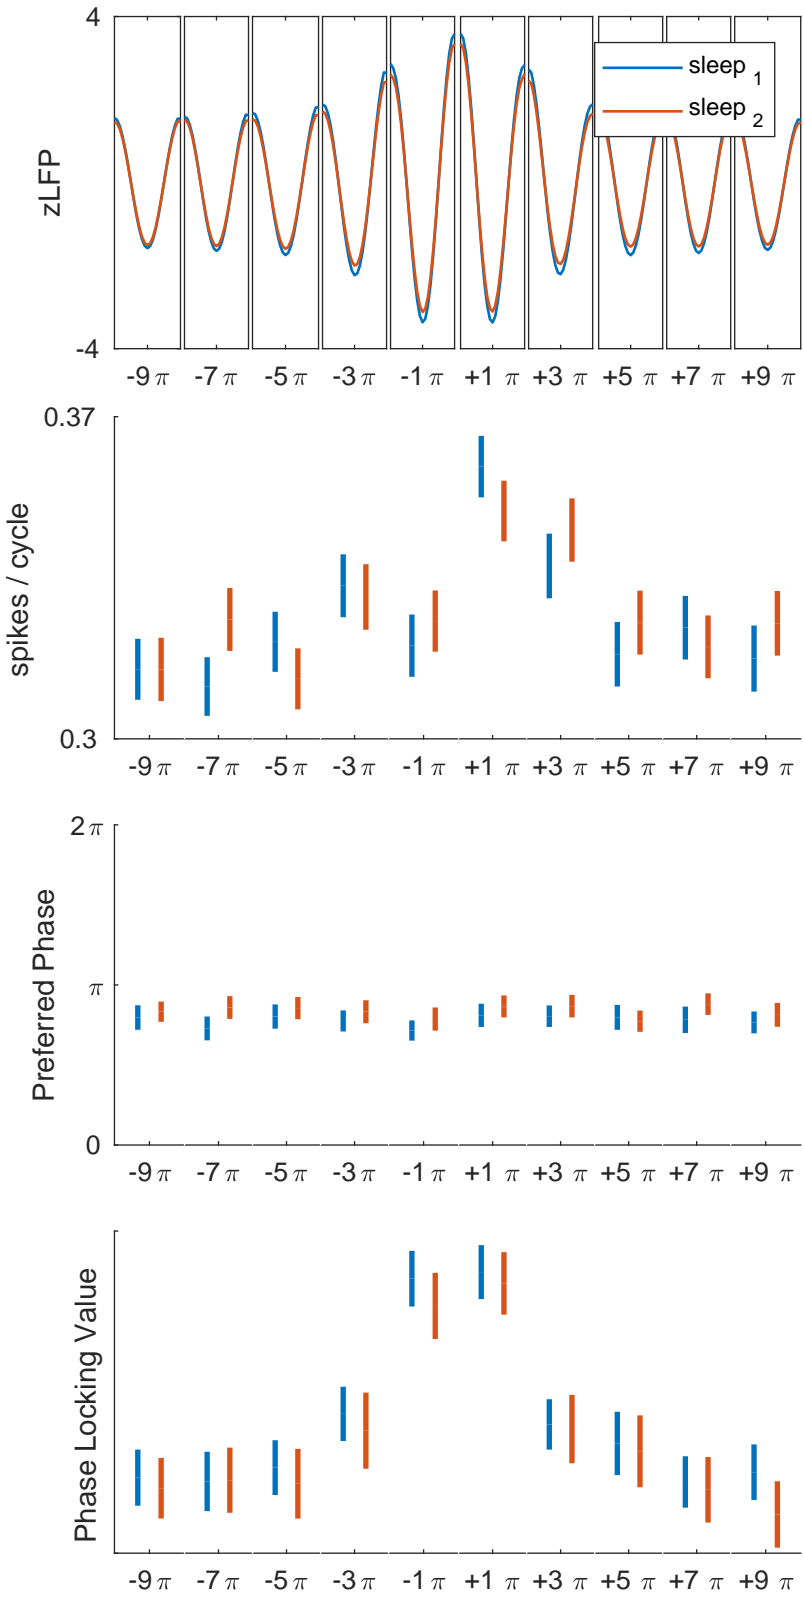 4
sleep 1
sleep 2
zLFP
-4
-9 π -7 π -5 π -3 π -1 π +1 π +3 π +5 π +7 π +9 π
0.37
spikes / cycle
0.3
-9 π -7 π -5 π -3 π -1 π +1 π +3 π +5 π +7 π +9 π
2 π
π
Preferred Phase
0
-9 π -7 π -5 π -3 π -1 π +1 π +3 π +5 π +7 π +9 π
Phase Locking Value
-9 π -7 π -5 π -3 π -1 π +1 π +3 π +5 π +7 π +9 π